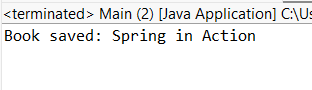 <terminated> Main (2) [Java Application] C:\Us
Book saved: Spring in Action